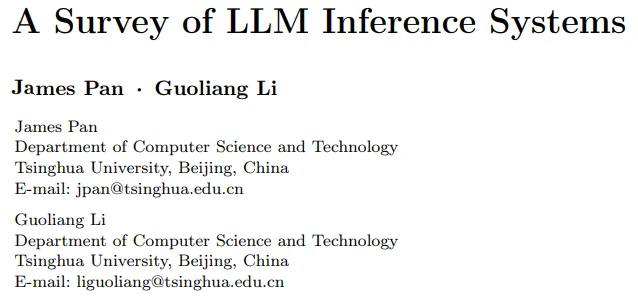 A Survey of LLM Inference Systems
James Pan · Guoliang Li
James Pan
Department of Computer Science and Technology
Tsinghua University, Beijing, China
E-mail: jpan@tsinghua.edu.cn
Guoliang Li
Department of Computer Science and Technology
Tsinghua University, Beijing, China
E-mail: liguoliang@tsinghua.edu.cn